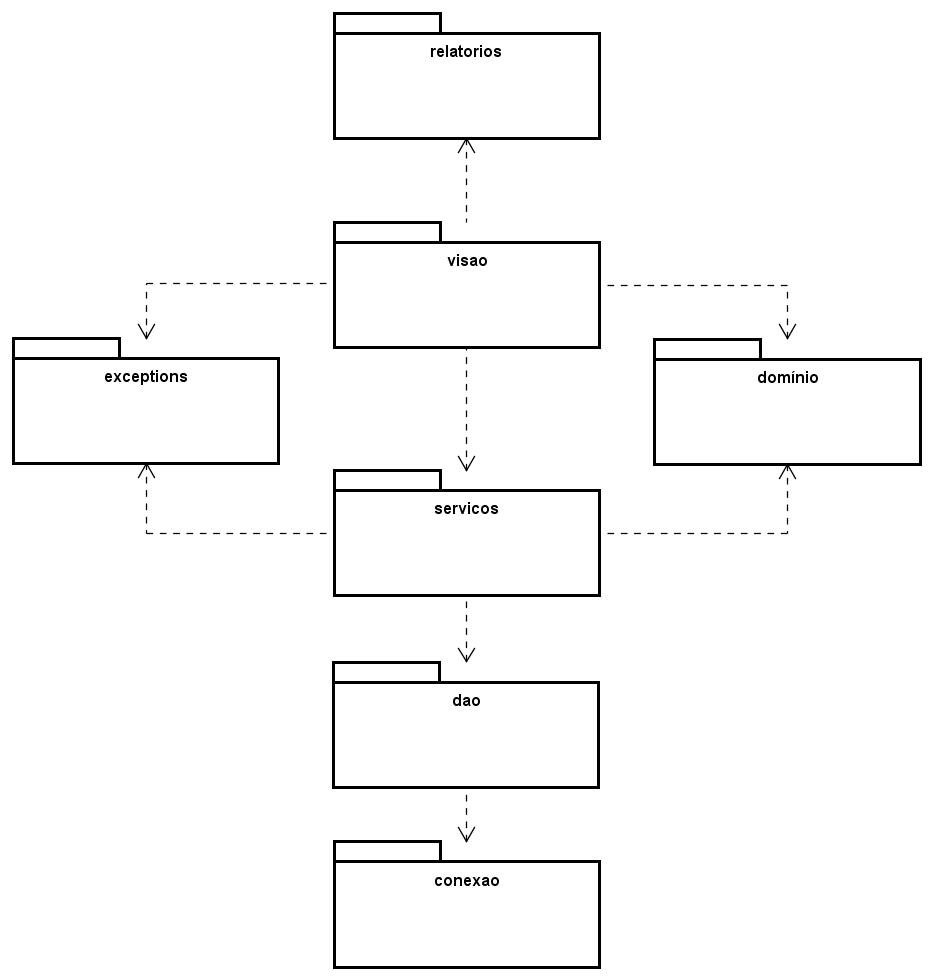 relatorios
visao
exceptions
domínio
servicos
dao
conexao